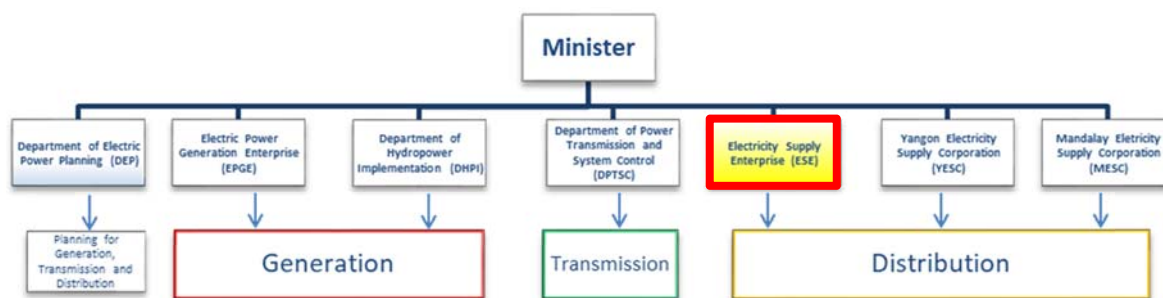 Minister
Department of Electric
Power Planning (DEP)
Electric Power
Generation Enterprise
(EPGE)
Department of
Hydropower
Implementation (DHPI)
Department of Power
Transmission and
System Control
(DPTSC)
Electricity Supply
Enterprise (ESE)
Yangon Electricity
Supply Corporation
(YESC)
Mandalay Eletricity
Supply Corporation
(MESC)
Planning for
Generation,
Transmission and
Distribution
Generation
Transmission
Distribution